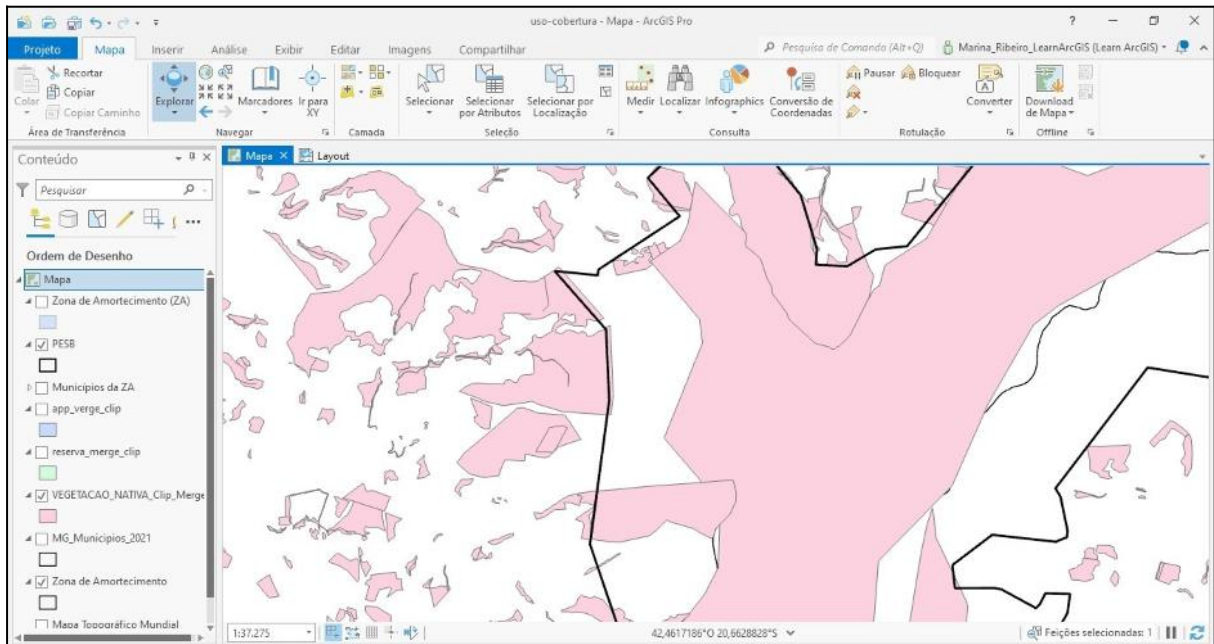 uso-cobertura - Mapa - ArcGIS Pro
?
Projeto Mapa Inserir Análise Exibir Editar Imagens Compartilhar
Pesquisa de Comando (Alt+Q)
Marina_Ribeiro_LearnArcGIS (Learn ArcGIS)
Colar
Recortar
Copiar
Copiar Caminho
Área de Transferência
Explorar
Marcadores
Ir para XY
Navegar
Camada
Selecionar
Selecionar por Atributos
Selecionar por Localização
Seleção
Medir
Localizar
Infographics
Conversão de Coordenadas
Consulta
Pausar
Bloquear
Converter
Rotulação
Download de Mapa
Offline
Conteúdo
Pesquisar
Ordem de Desenho
Mapa
Zona de Amortecimento (ZA)
PESB
Municípios da ZA
app_verge_clip
reserva_merge_clip
VEGETACAO_NATIVA_Clip_Merge
MG_Municipios_2021
Zona de Amortecimento
Mapa Topográfico Mundial
Mapa
Layout
1:37.275
42,4617186°O 20,6628828°S
Feições selecionadas: 1